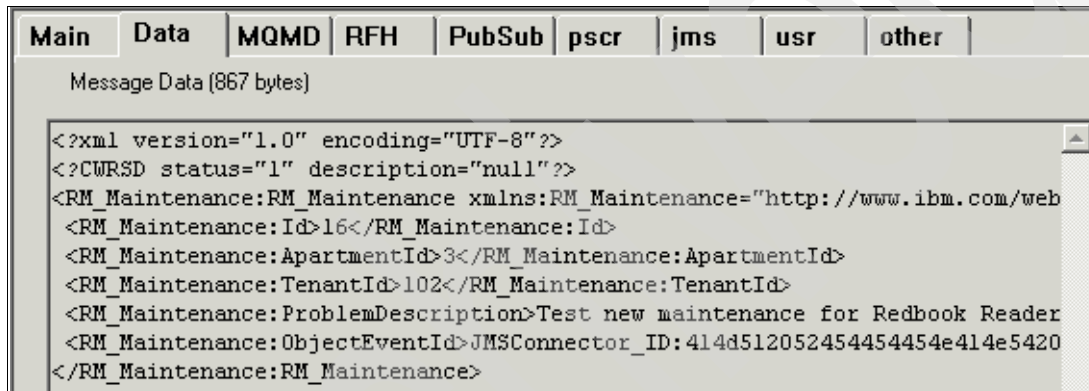 Main Data MQMD RFH PubSub pscr jms usr other
Message Data (867 bytes)
<?xml version="1.0" encoding="UTF-8"?>
<?CWRSD status="1" description="null"?>
<RM_Maintenance:RM_Maintenance xmlns:RM_Maintenance="http://www.ibm.com/web
<RM_Maintenance:Id>16</RM_Maintenance:Id>
<RM_Maintenance:ApartmentId>3</RM_Maintenance:ApartmentId>
<RM_Maintenance:TenantId>102</RM_Maintenance:TenantId>
<RM_Maintenance:ProblemDescription>Test new maintenance for Redbook Reader
<RM_Maintenance:ObjectEventId>JMSConnector_ID:414d512052454454454e414e5420
</RM_Maintenance:RM_Maintenance>